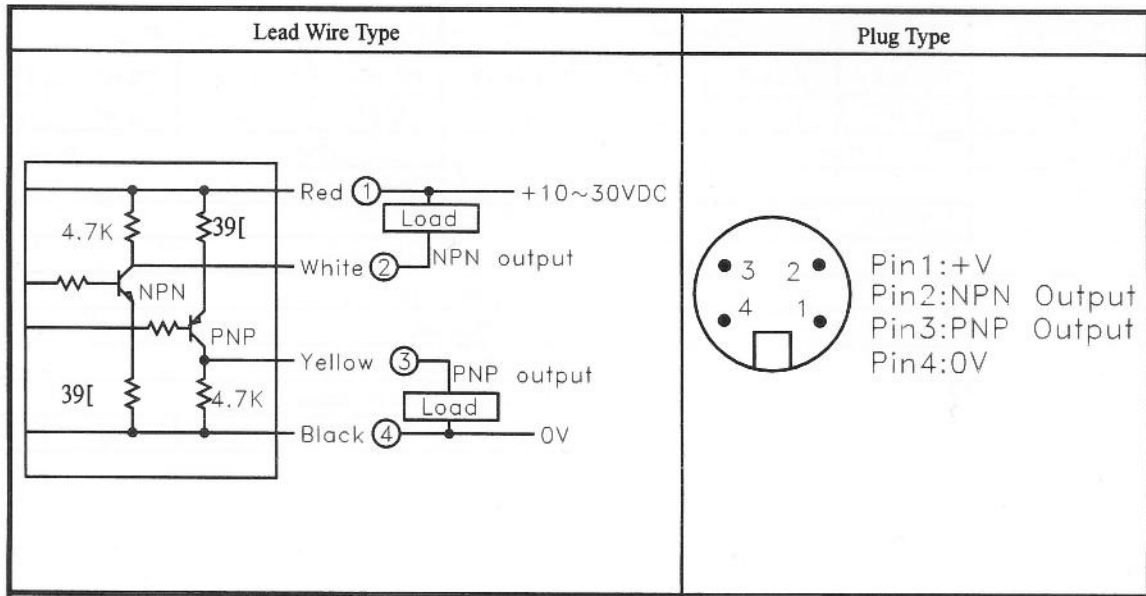 Lead Wire Type
Plug Type
Red ①
+10~30VDC
Load
4.7K
39[
White ②
NPN output
NPN
PNP
Yellow ③
PNP output
39[
4.7K
Load
Black ④
0V
3
2
4
1
Pin1:+V
Pin2:NPN Output
Pin3:PNP Output
Pin4:0V